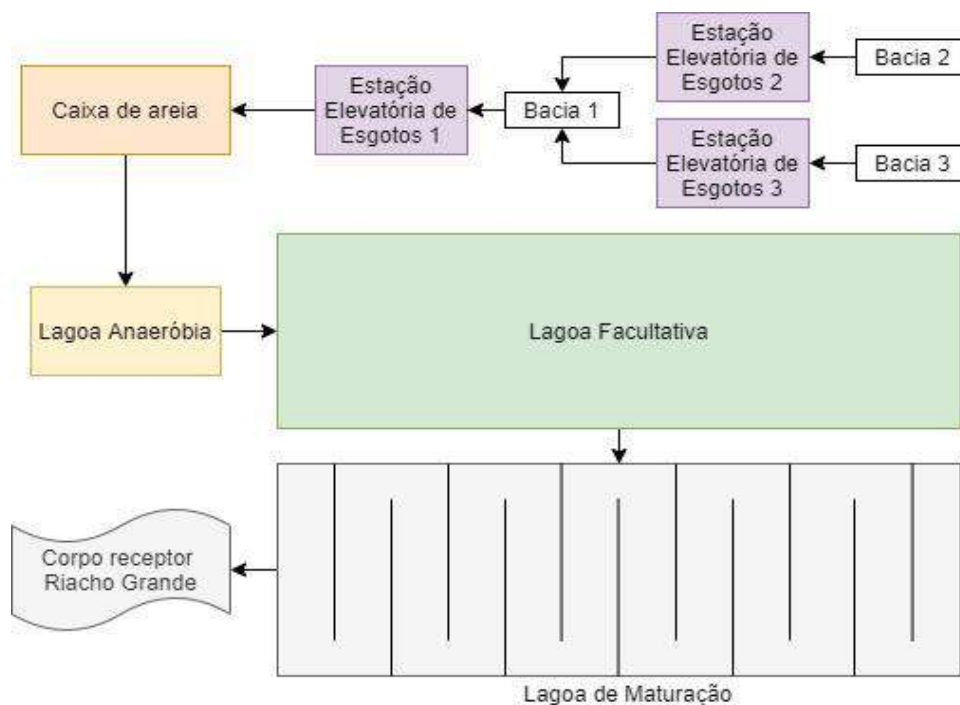 Estação
Elevatória de
Esgotos 2
Bacia 2
Caixa de areia
Estação
Elevatória de
Esgotos 1
Bacia 1
Estação
Elevatória de
Esgotos 3
Bacia 3
Lagoa Anaeróbia
Lagoa Facultativa
Corpo receptor
Riacho Grande
Lagoa de Maturação